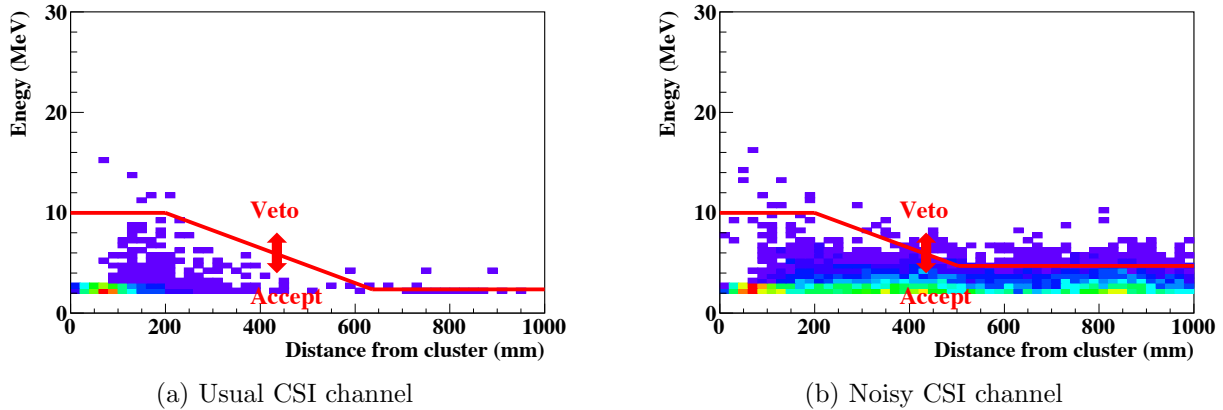 Enegy (MeV)
30
20
10
0
Veto
Accept
0 200 400 600 800 1000
Distance from cluster (mm)
(a) Usual CSI channel
Enegy (MeV)
30
20
10
0
Veto
Accept
0 200 400 600 800 1000
Distance from cluster (mm)
(b) Noisy CSI channel